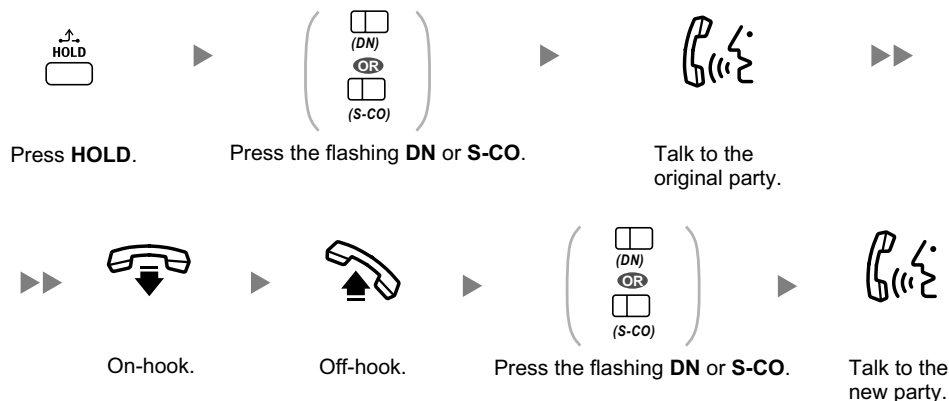 HOLD
(DN)
OR
(S-CO)
Press HOLD.
Press the flashing DN or S-CO.
Talk to the
original party.
On-hook.
Off-hook.
(DN)
OR
(S-CO)
Press the flashing DN or S-CO.
Talk to the
new party.